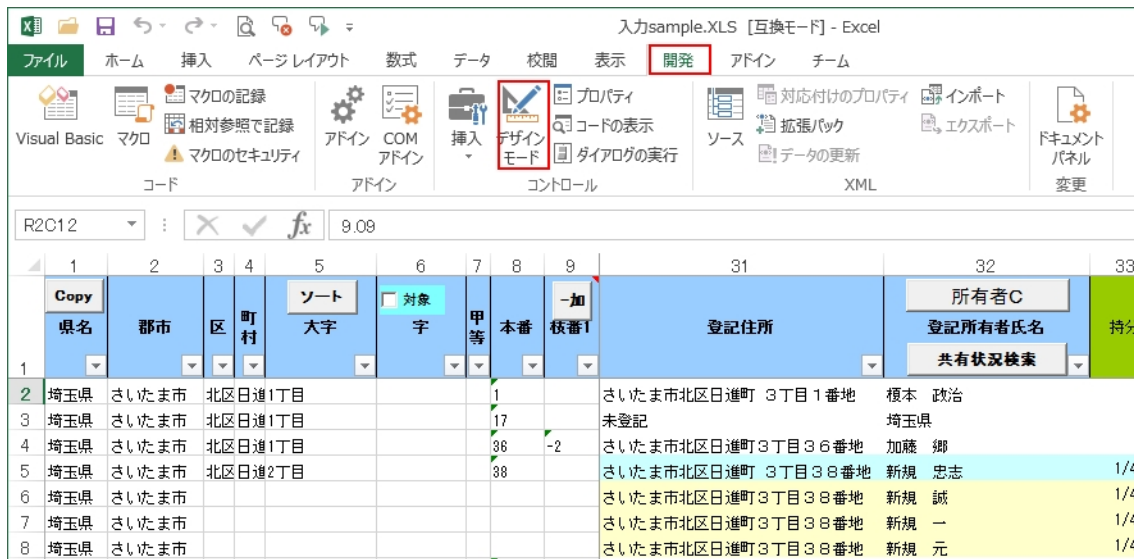 入力sample.XLS [互換モード] - Excel
ファイル ホーム 挿入 ページ レイアウト 数式 データ 校閲 表示 開発 アドイン チーム
Visual Basic マクロ マクロの記録 相対参照で記録 マクロのセキュリティ
コード
アドイン COM アドイン
アドイン
挿入 デザイン モード プロパティ コードの表示 ダイアログの実行
コントロール
ソース 対応付けのプロパティ 拡張パック データの更新 インポート エクスポート
XML
ドキュメント パネル
変更
R2C12 fx 9.09
1 2 3 4 5 6 7 8 9 31 32 33
Copy ソート 対象 -加 所有者C
県名 郡市 区 町村 大字 字 甲等 本番 枝番1 登記住所 登記所有者氏名 持分
共有状況検索
1
2 埼玉県 さいたま市 北区 日進 1丁目 1 さいたま市北区日進町 3丁目1番地 榎本 政治
3 埼玉県 さいたま市 北区 日進 1丁目 17 未登記 埼玉県
4 埼玉県 さいたま市 北区 日進 1丁目 36 -2 さいたま市北区日進町3丁目36番地 加藤 郷
5 埼玉県 さいたま市 北区 日進 2丁目 38 さいたま市北区日進町 3丁目38番地 新規 忠志 1/4
6 埼玉県 さいたま市 さいたま市北区日進町3丁目38番地 新規 誠 1/4
7 埼玉県 さいたま市 さいたま市北区日進町3丁目38番地 新規 一 1/4
8 埼玉県 さいたま市 さいたま市北区日進町3丁目38番地 新規 元 1/4